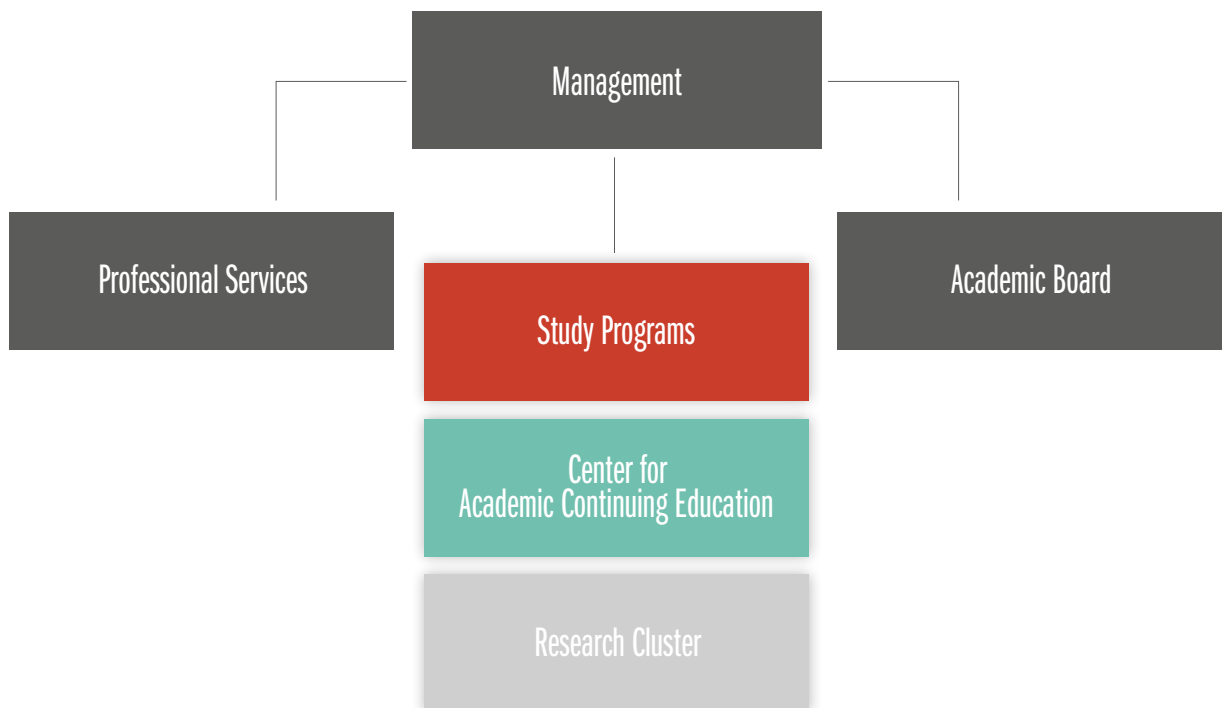 Management
Professional Services
Academic Board
Study Programs
Center for
Academic Continuing Education
Research Cluster